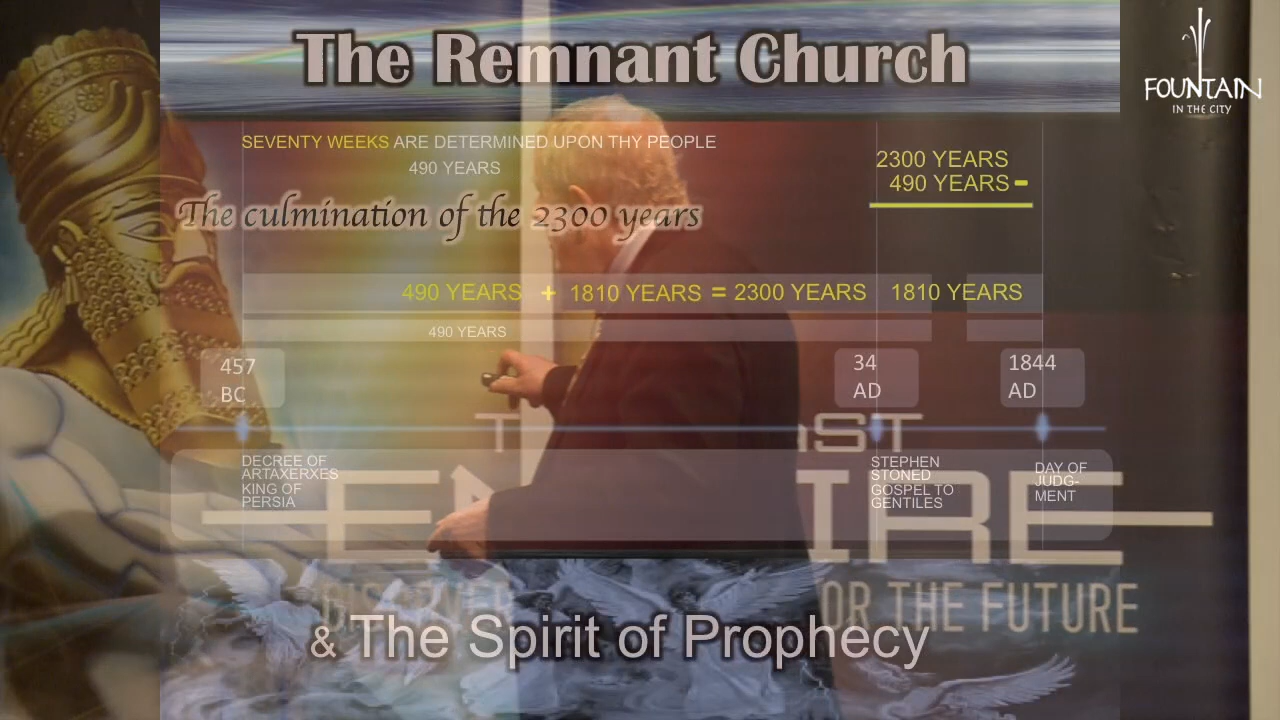 The Remnant Church
FOUNTAIN
IN THE CITY
SEVENTY WEEKS ARE DETERMINED UPON THY PEOPLE
490 YEARS
2300 YEARS
490 YEARS -
The culmination of the 2300 years
490 YEARS + 1810 YEARS = 2300 YEARS 1810 YEARS
490 YEARS
457
BC
34
AD
1844
AD
DECREE OF
ARTAXERXES
KING OF
PERSIA
STEPHEN
STONED
GOSPEL TO
GENTILES
DAY OF
JUDG-
MENT
OR THE FUTURE
& The Spirit of Prophecy